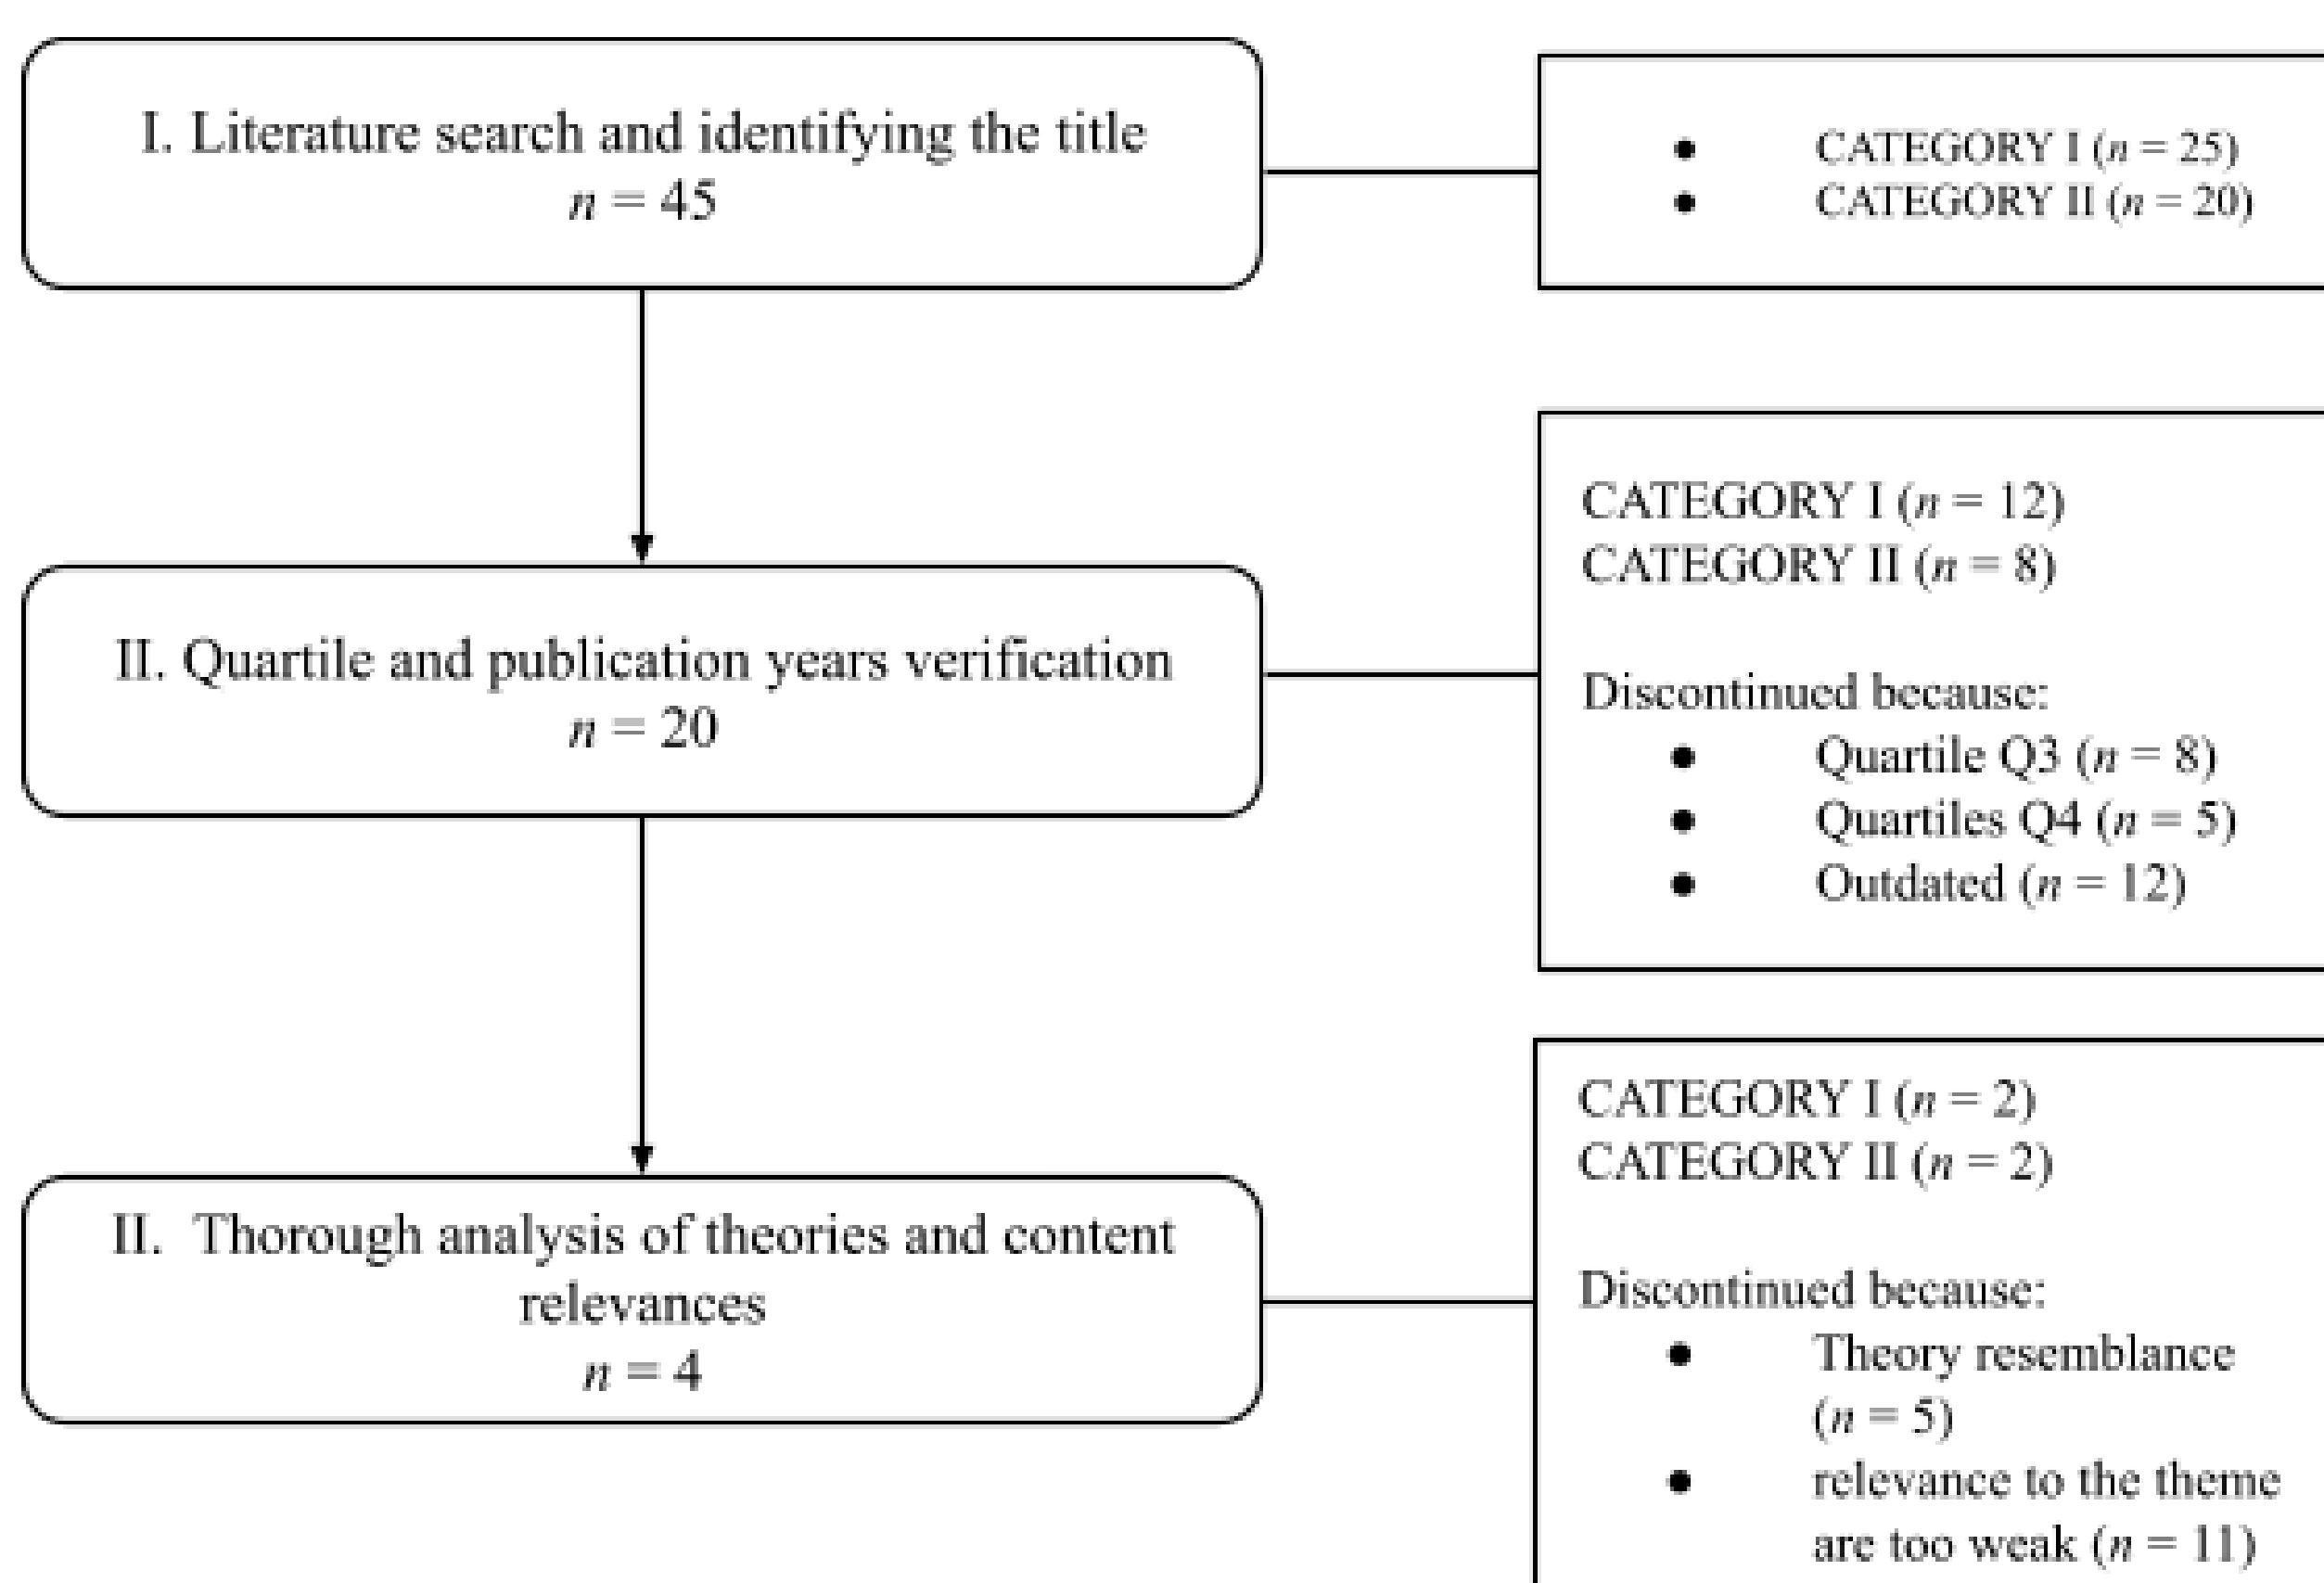 I. Literature search and identifying the title
n = 45
● CATEGORY I (n = 25)
● CATEGORY II (n = 20)
II. Quartile and publication years verification
n = 20
CATEGORY I (n = 12)
CATEGORY II (n = 8)
Discontinued because:
● Quartile Q3 (n = 8)
● Quartiles Q4 (n = 5)
● Outdated (n = 12)
II. Thorough analysis of theories and content
relevances
n = 4
CATEGORY I (n = 2)
CATEGORY II (n = 2)
Discontinued because:
● Theory resemblance
(n = 5)
● relevance to the theme
are too weak (n = 11)